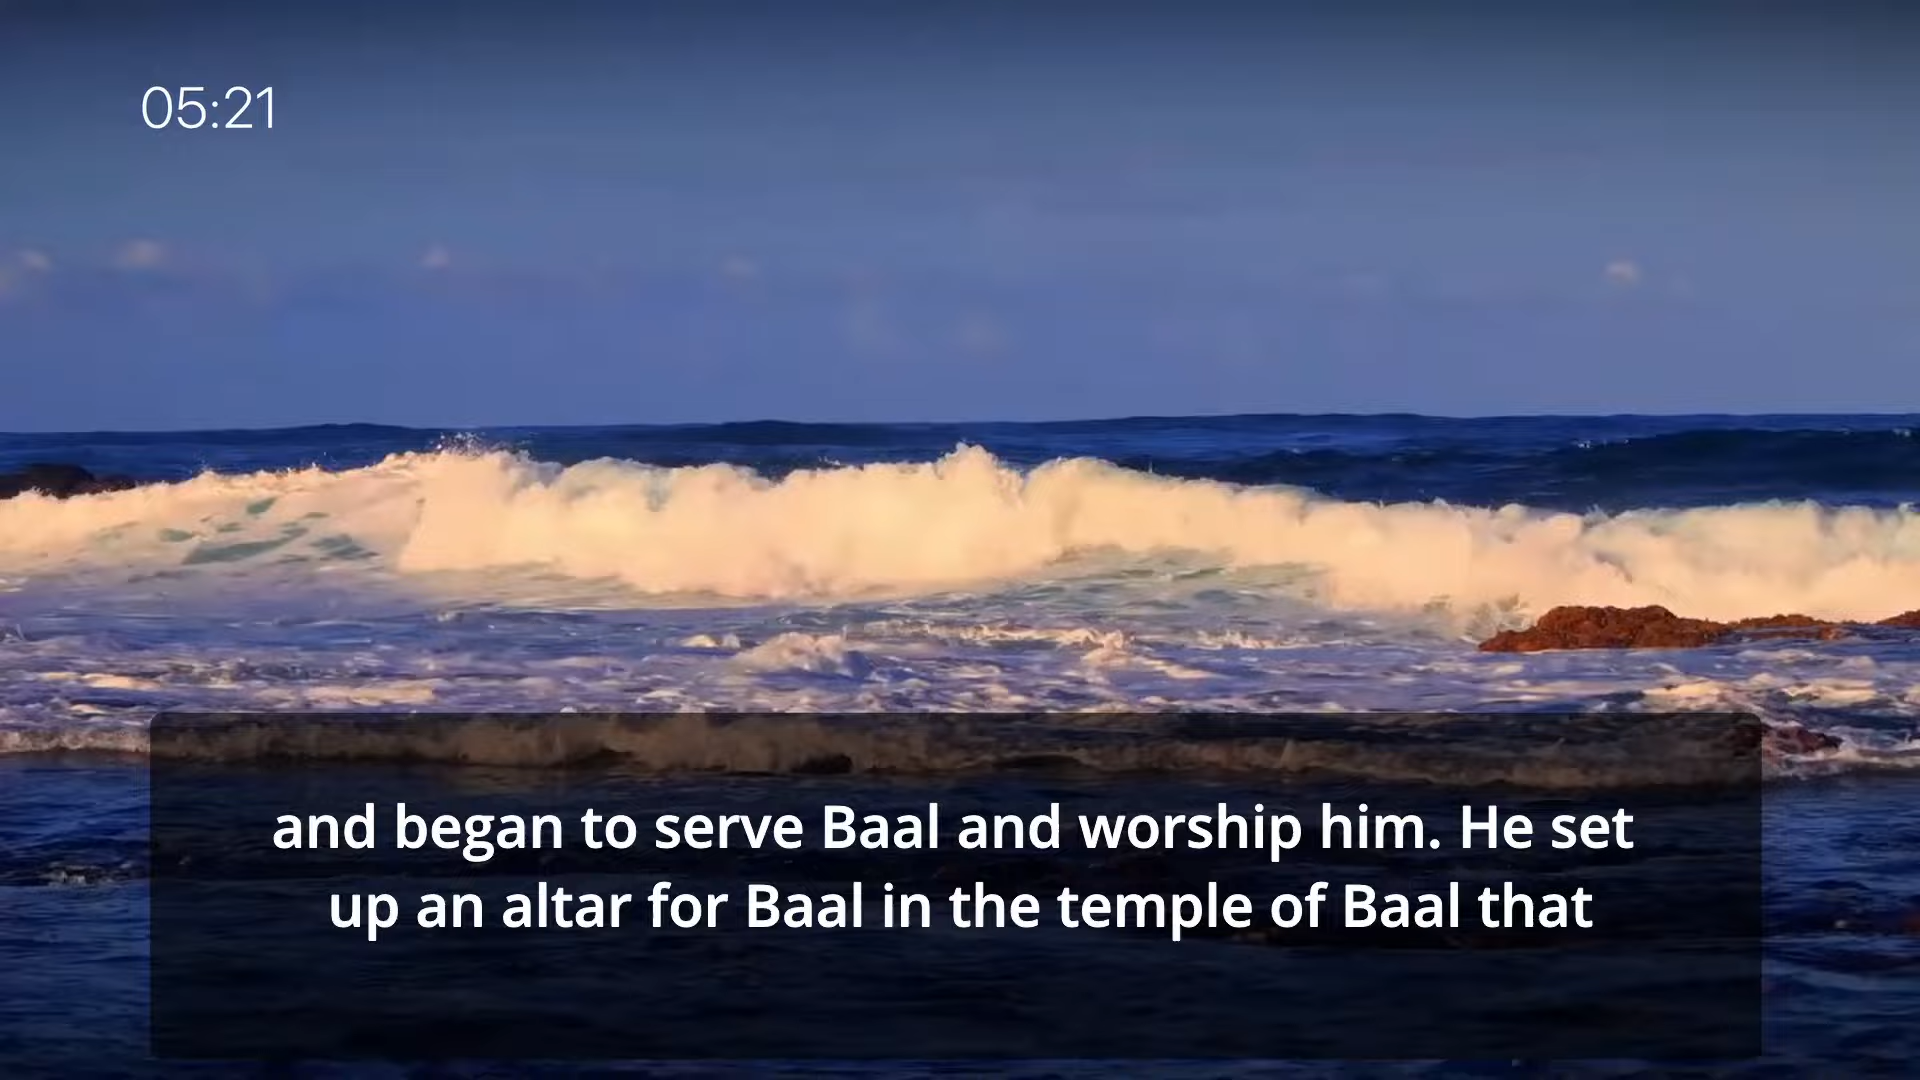 05:21
and began to serve Baal and worship him. He set
up an altar for Baal in the temple of Baal that